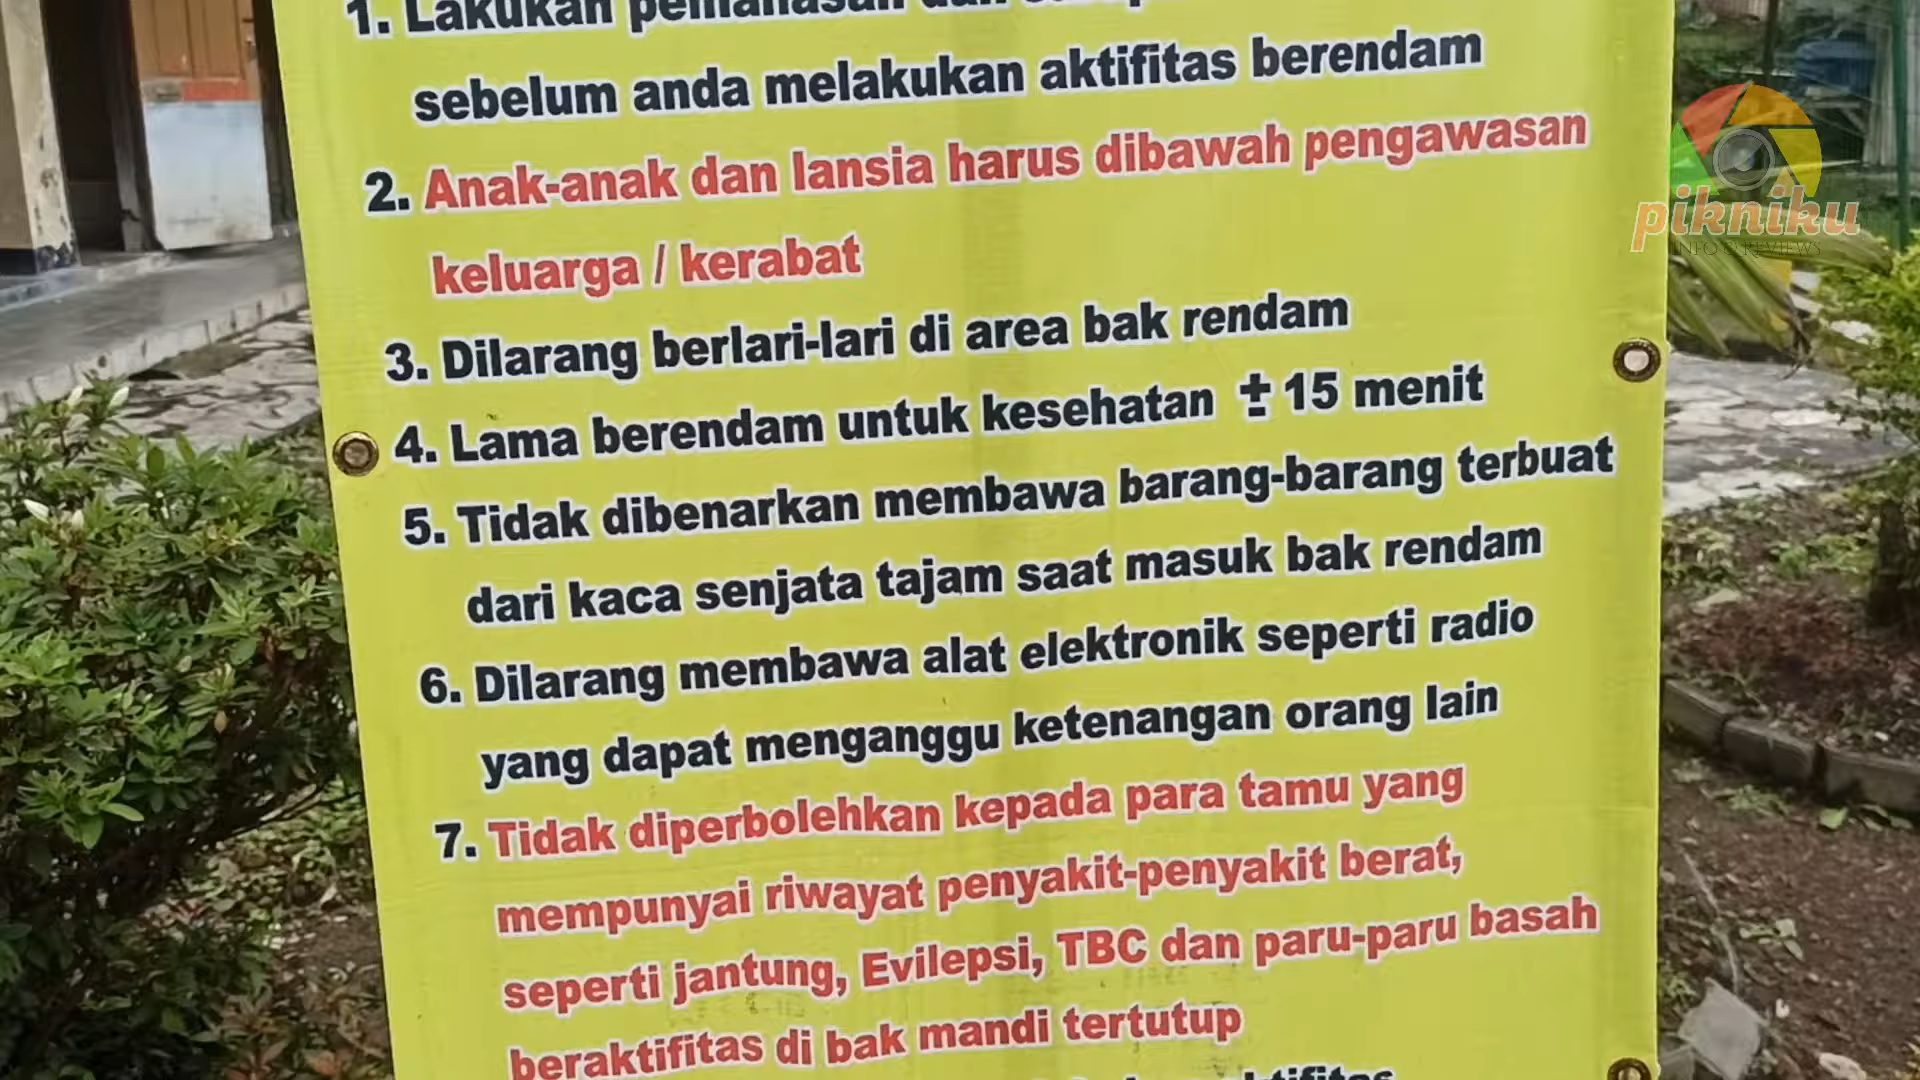 1. Lakukan pemanasan dan
sebelum anda melakukan aktifitas berendam
2. Anak-anak dan lansia harus dibawah pengawasan
keluarga / kerabat
3. Dilarang berlari-lari di area bak rendam
4. Lama berendam untuk kesehatan ± 15 menit
5. Tidak dibenarkan membawa barang-barang terbuat
dari kaca senjata tajam saat masuk bak rendam
6. Dilarang membawa alat elektronik seperti radio
yang dapat menganggu ketenangan orang lain
7. Tidak diperbolehkan kepada para tamu yang
mempunyai riwayat penyakit-penyakit berat,
seperti jantung, Evilepsi, TBC dan paru-paru basah
beraktifitas di bak mandi tertutup
pikniku
INFO & REVIEWS